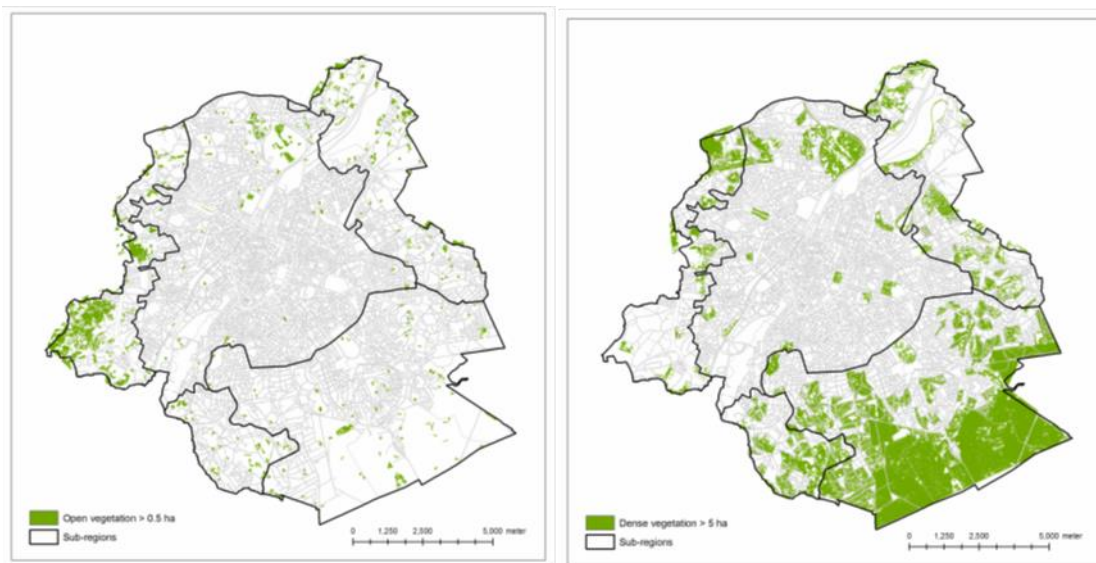 Open vegetation > 0.5 ha
Sub-regions
0 1,250 2,500 5,000 meter
Dense vegetation > 5 ha
Sub-regions
0 1,250 2,500 5,000 meter